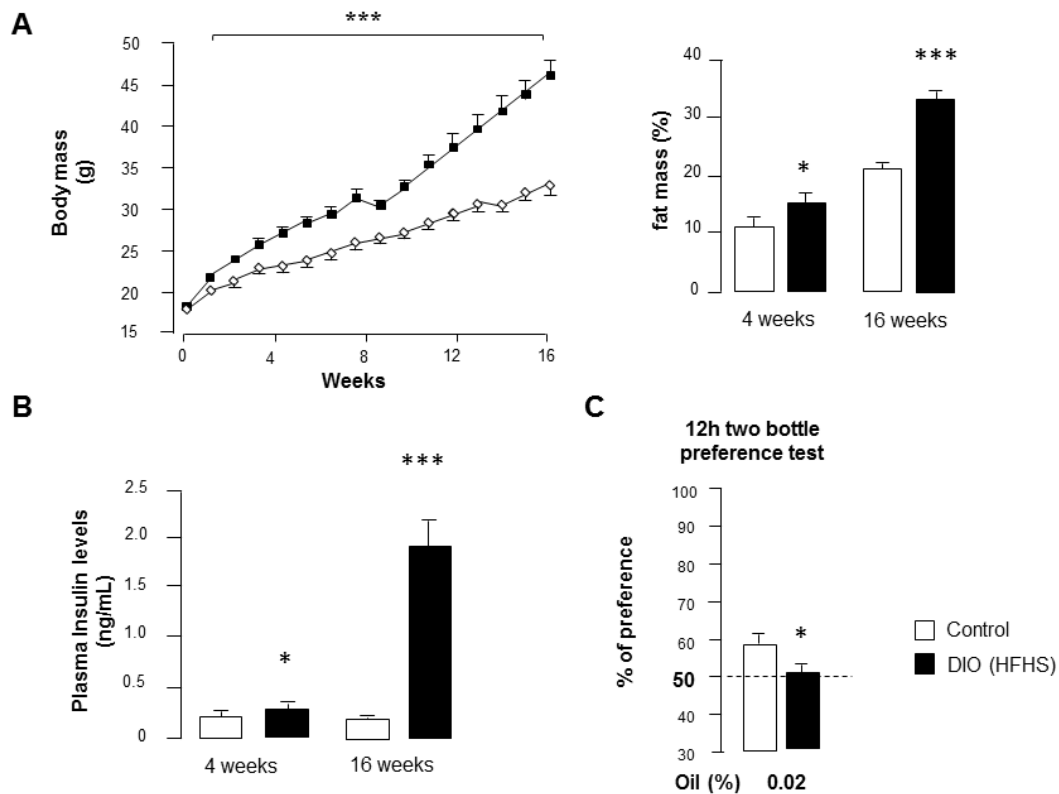 A
***
50
45
40
35
30
25
20
15
Body mass
(g)
0
4
8
12
16
Weeks
***
*
40
30
20
10
0
fat mass (%)
4 weeks
16 weeks
B
***
*
2.5
2.0
1.5
1.0
0.5
0
Plasma Insulin levels
(ng/mL)
4 weeks
16 weeks
C
12h two bottle
preference test
100
90
80
70
60
50
40
30
% of preference
*
Oil (%) 0.02
Control
DIO (HFHS)